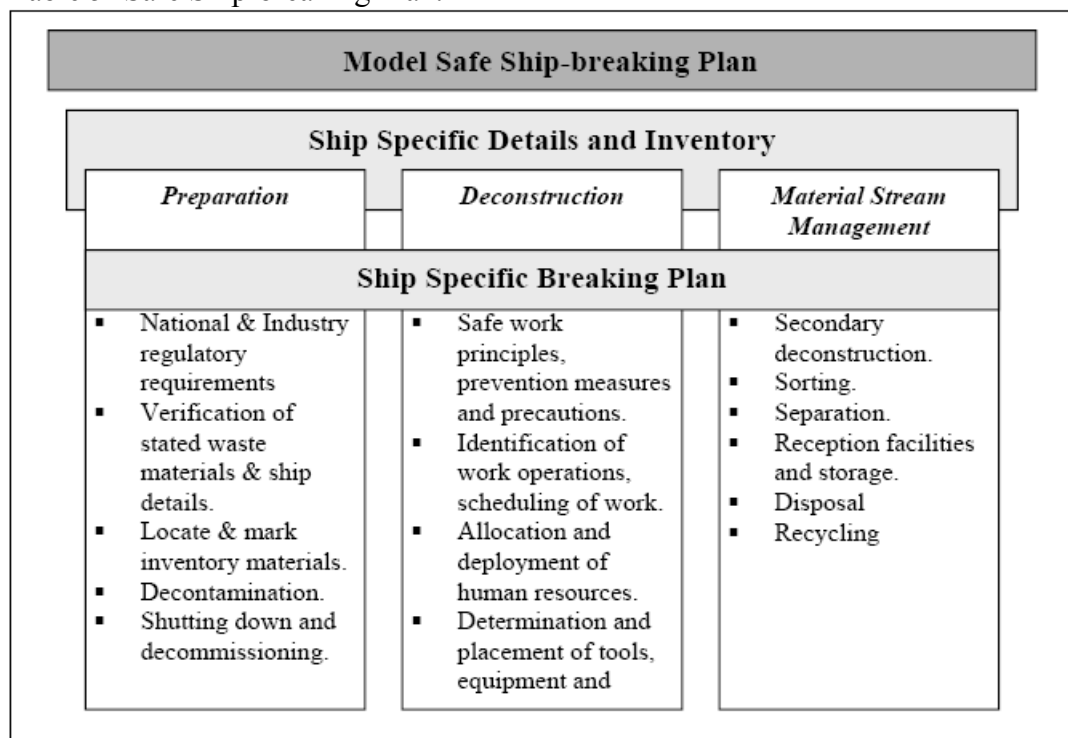 Model Safe Ship-breaking Plan
Ship Specific Details and Inventory
Preparation
Deconstruction
Material Stream
Management
Ship Specific Breaking Plan
▪ National & Industry
regulatory
requirements
▪ Verification of
stated waste
materials & ship
details.
▪ Locate & mark
inventory materials.
▪ Decontamination.
▪ Shutting down and
decommissioning.
▪ Safe work
principles,
prevention measures
and precautions.
▪ Identification of
work operations,
scheduling of work.
▪ Allocation and
deployment of
human resources.
▪ Determination and
placement of tools,
equipment and
▪ Secondary
deconstruction.
▪ Sorting.
▪ Separation.
▪ Reception facilities
and storage.
▪ Disposal
▪ Recycling